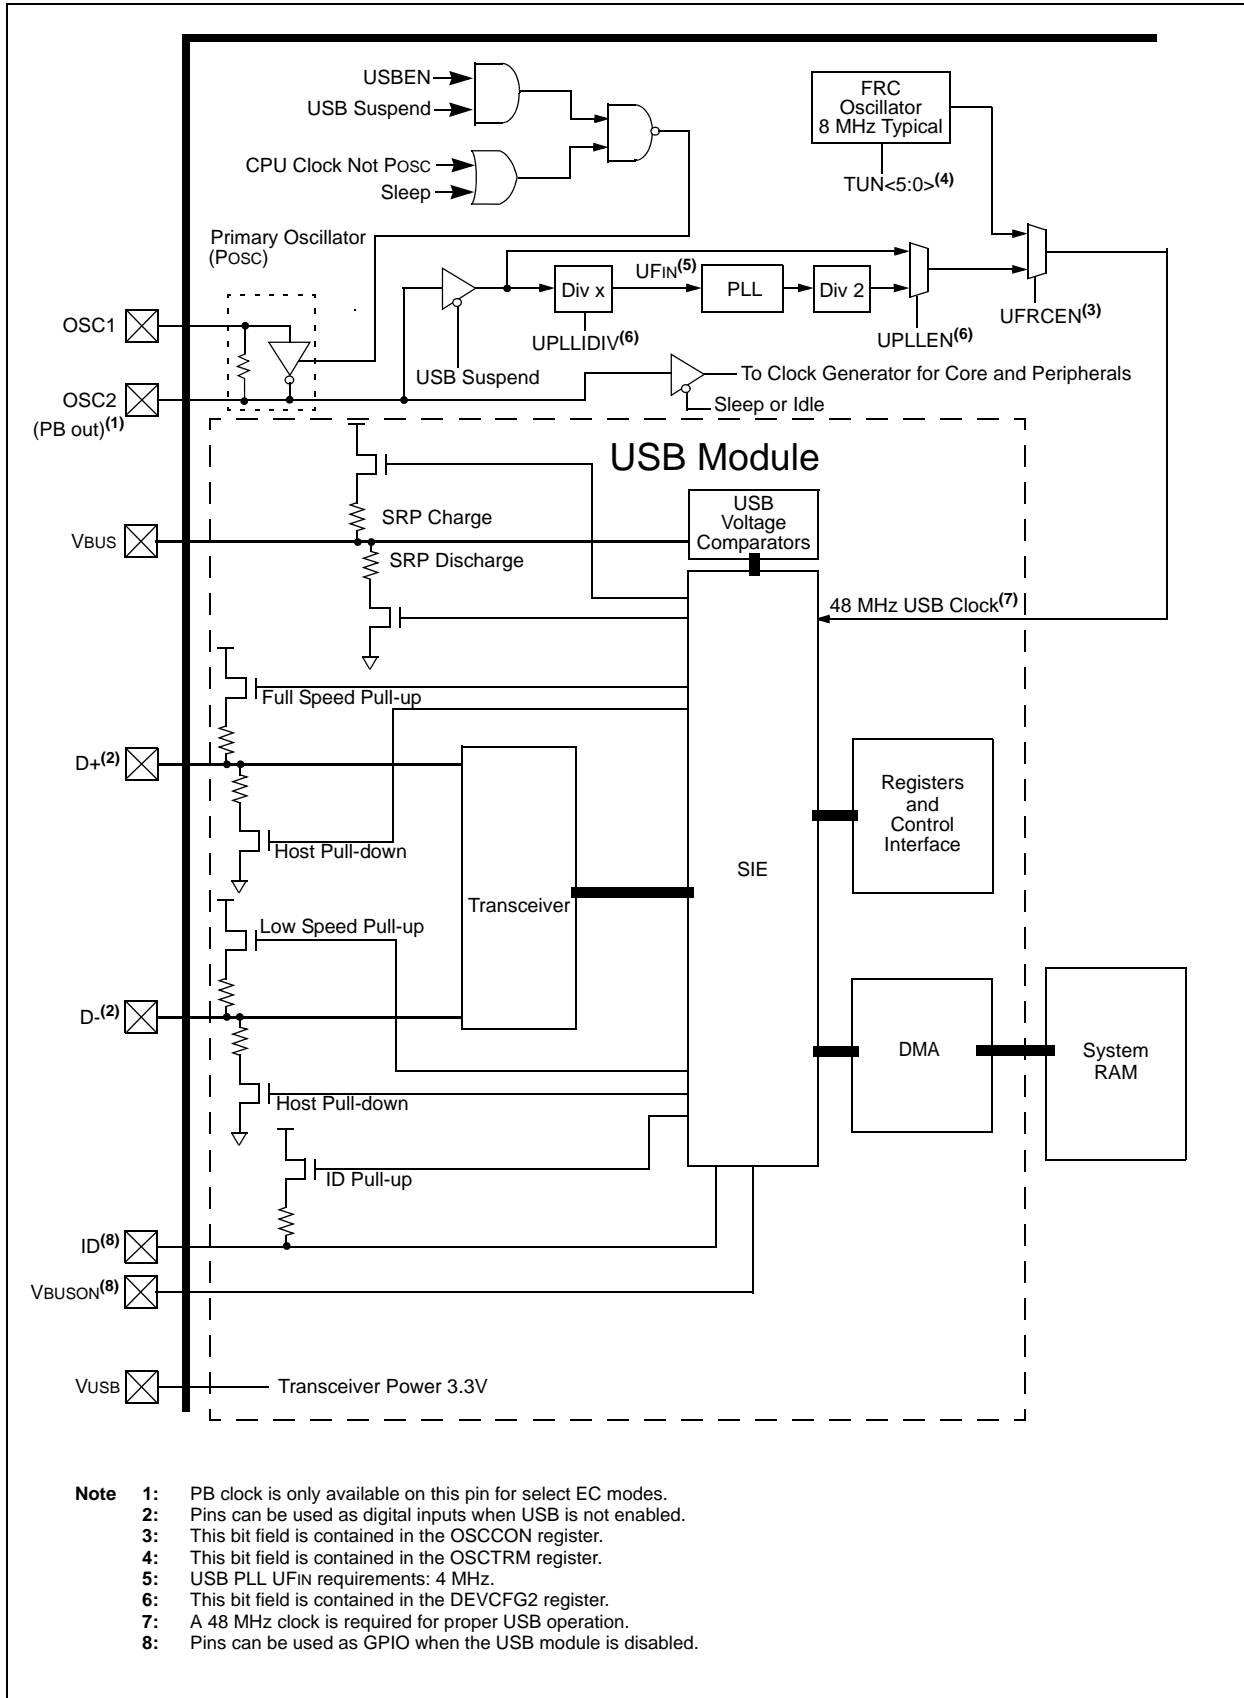 USBEN
USB Suspend
CPU Clock Not POSC
Sleep
FRC
Oscillator
8 MHz Typical
TUN<5:0>(4)
Primary Oscillator
(POSC)
UFIN(5)
Div x
PLL
Div 2
UFRCEN(3)
UPLLIDIV(6)
UPLLEN(6)
OSC1
USB Suspend
To Clock Generator for Core and Peripherals
OSC2
(PB out)(1)
Sleep or Idle
USB Module
USB
Voltage
Comparators
SRP Charge
VBUS
SRP Discharge
48 MHz USB Clock(7)
Full Speed Pull-up
D+(2)
Registers
and
Control
Interface
Host Pull-down
SIE
Transceiver
Low Speed Pull-up
D-(2)
DMA
System
RAM
Host Pull-down
ID Pull-up
ID(8)
VBUSON(8)
VUSB
Transceiver Power 3.3V
Note 1: PB clock is only available on this pin for select EC modes.
2: Pins can be used as digital inputs when USB is not enabled.
3: This bit field is contained in the OSCCON register.
4: This bit field is contained in the OSCTRM register.
5: USB PLL UFIN requirements: 4 MHz.
6: This bit field is contained in the DEVCFG2 register.
7: A 48 MHz clock is required for proper USB operation.
8: Pins can be used as GPIO when the USB module is disabled.